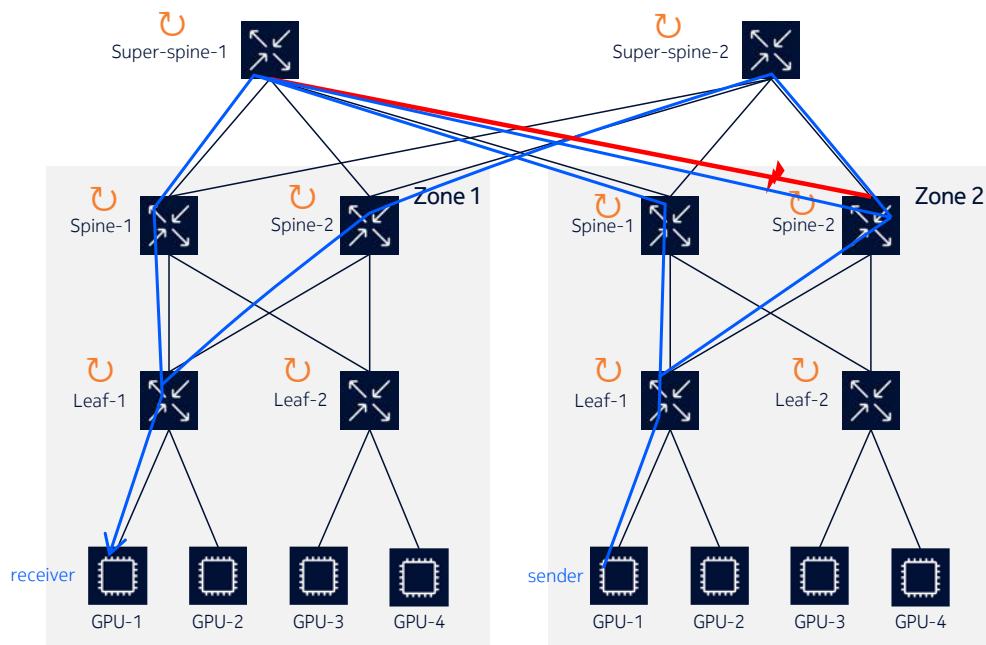 Super-spine-1
Super-spine-2
Zone 1
Zone 2
Spine-1
Spine-2
Spine-1
Spine-2
Leaf-1
Leaf-2
Leaf-1
Leaf-2
receiver
sender
GPU-1
GPU-2
GPU-3
GPU-4
GPU-1
GPU-2
GPU-3
GPU-4